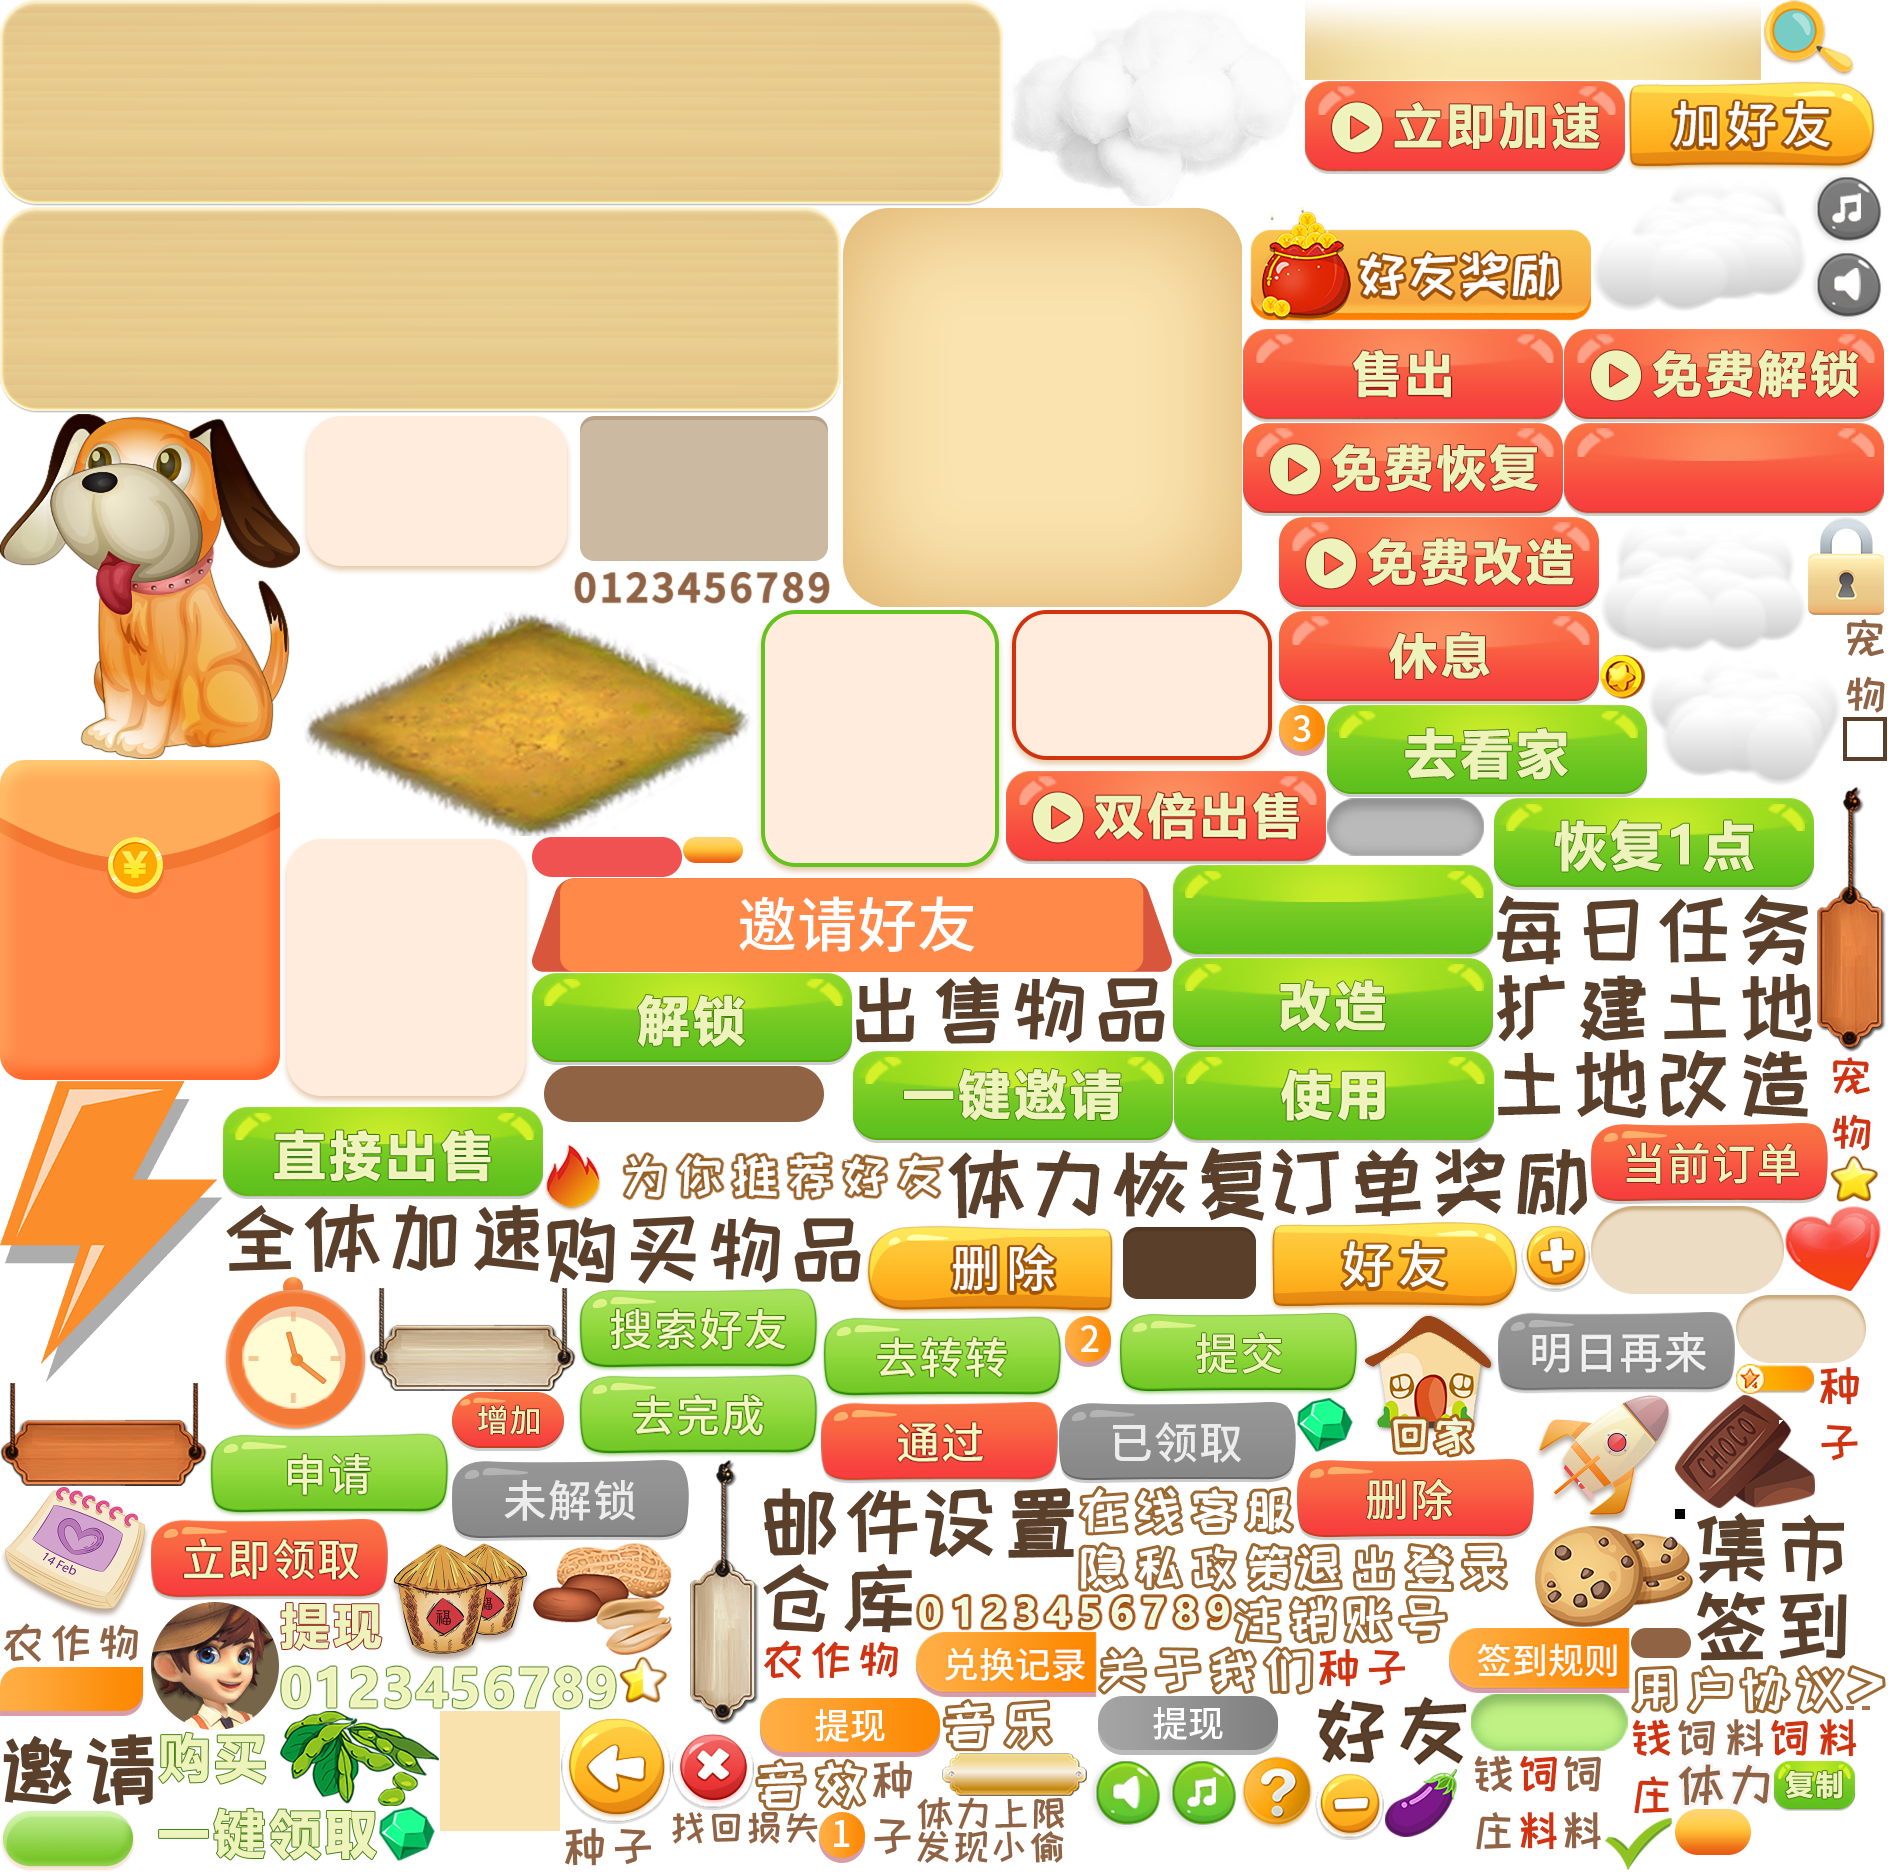 立即加速
加好友
好友奖励
售出
免费解锁
免费恢复
免费改造
0123456789
休息
宠物
3
去看家
双倍出售
恢复1点
¥
邀请好友
每日任务
解锁
出售物品
改造
扩建土地
一键邀请
使用
土地改造
宠物
直接出售
为你推荐好友
体力恢复
订单奖励
当前订单
全体加速
购买物品
删除
好友
搜索好友
去转转
2
提交
明日再来
种子
增加
去完成
通过
已领取
回家
CHOCO
申请
未解锁
邮件
设置
在线客服
删除
14 Feb
立即领取
福
福
隐私政策
退出登录
集市
仓库
0123456789
注销账号
签到
农作物
提现
农作物
兑换记录
关于我们
种子
签到规则
0123456789
用户协议>
提现
音乐
提现
好友
钱
饲料
饲料
邀请
购买
音效
种子
钱
饲
饲
庄
体力
复制
一键领取
种子
找回损失
1
体力上限
发现小偷
庄
料
料